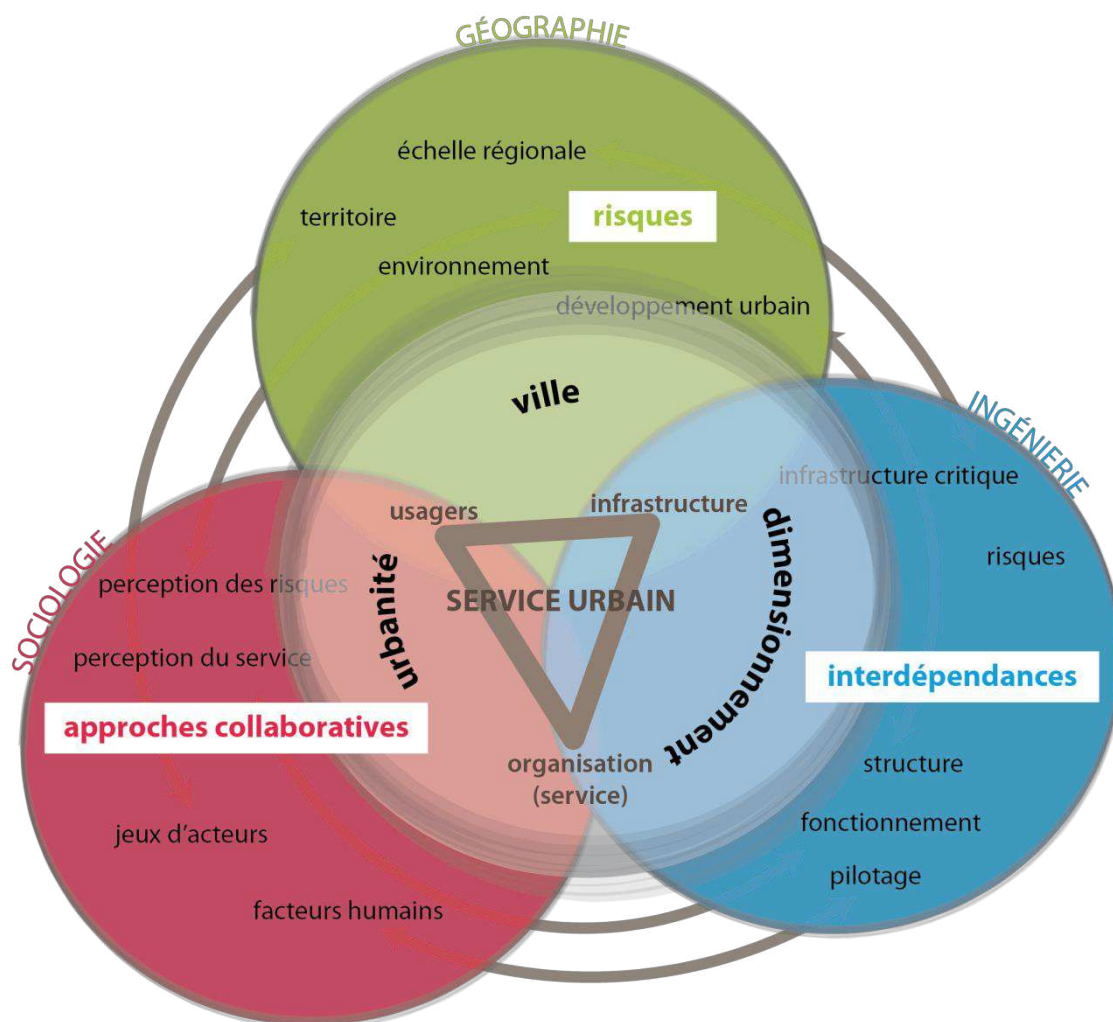 GÉOGRAPHIE
échelle régionale
risques
territoire
environnement
développement urbain
ville
INGÉNIERIE
infrastructure critique
usagers
infrastructure
dimensionnement
risques
SOCIOLOGIE
perception des risques
urbanité
SERVICE URBAIN
perception du service
interdépendances
approches collaboratives
organisation
(service)
structure
fonctionnement
jeux d'acteurs
pilotage
facteurs humains